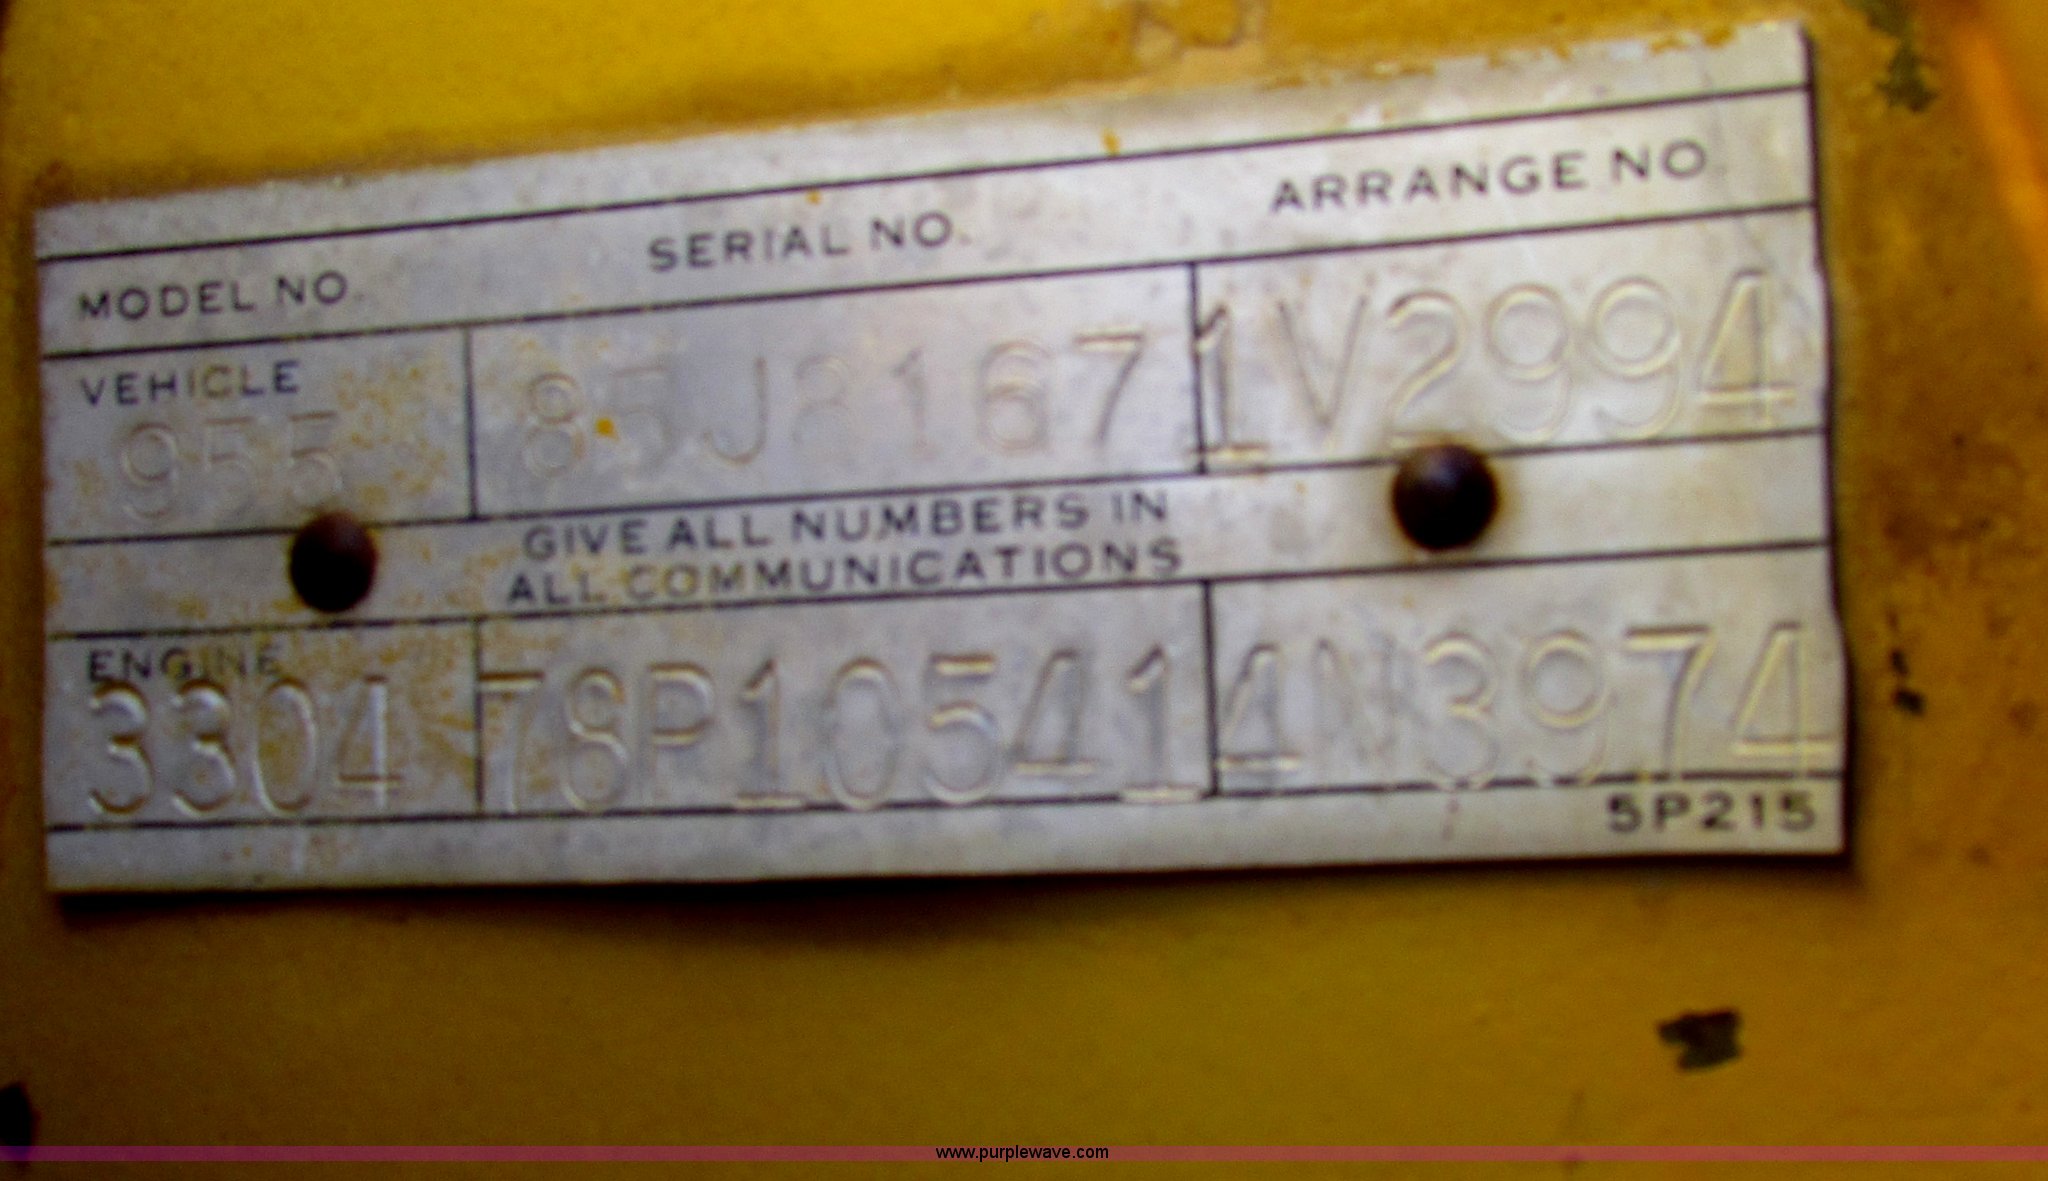 MODEL NO. SERIAL NO. ARRANGE NO.
VEHICLE
955 85J8167 1V2994
GIVE ALL NUMBERS IN
ALL COMMUNICATIONS
ENGINE
3304 78P10541 4N3974
5P215
www.purplewave.com